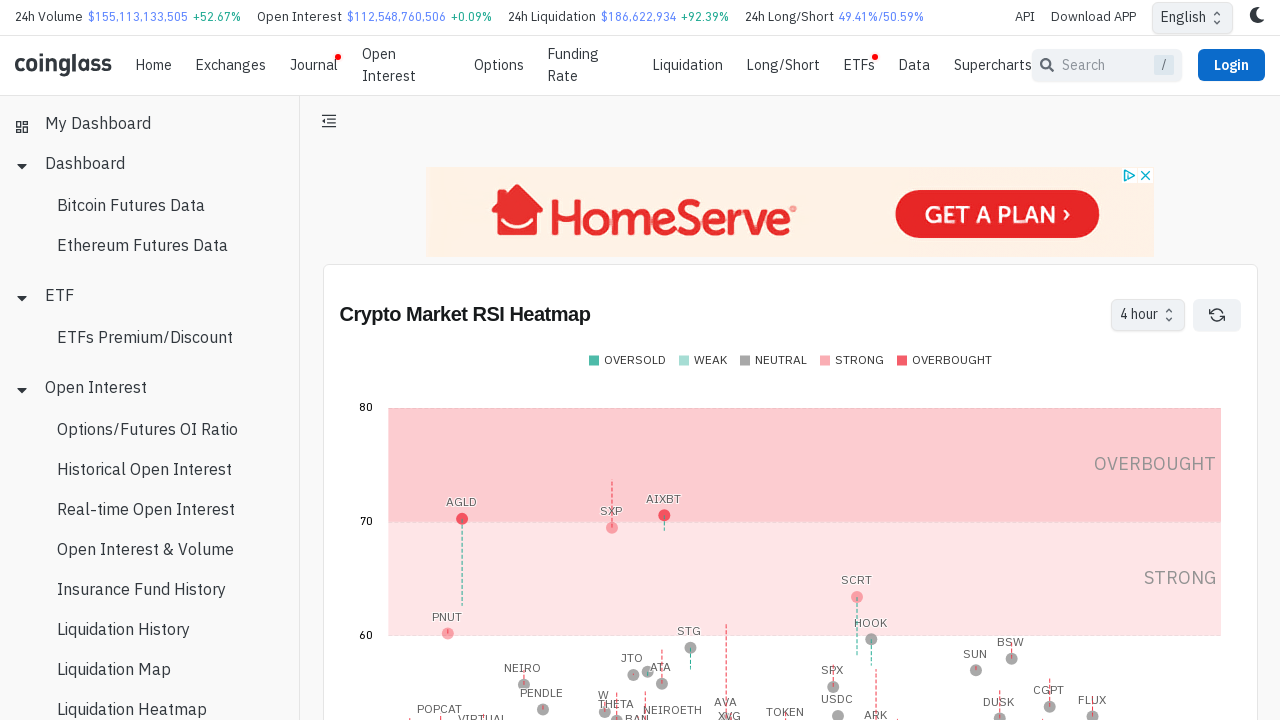 24h Volume $155,113,133,505 +52.67% Open Interest $112,548,760,506 +0.09% 24h Liquidation $186,622,934 +92.39% 24h Long/Short 49.41%/50.59% API Download APP English
coinglass Home Exchanges Journal Open Interest Options Funding Rate Liquidation Long/Short ETFs Data Supercharts Search / Login
My Dashboard
Dashboard
Bitcoin Futures Data
Ethereum Futures Data
ETF
ETFs Premium/Discount
Open Interest
Options/Futures OI Ratio
Historical Open Interest
Real-time Open Interest
Open Interest & Volume
Insurance Fund History
Liquidation History
Liquidation Map
Liquidation Heatmap
HomeServe GET A PLAN ›
Crypto Market RSI Heatmap 4 hour
OVERSOLD WEAK NEUTRAL STRONG OVERBOUGHT
80
OVERBOUGHT
AGLD SXP AIXBT
70
STRONG
SCRT
PNUT HOOK
60
STG
BSW
JTO SUN
NEIRO ATA SPX
PENDLE W CGPT
THETA AVA USDC DUSK FLUX
POPCAT NEIROETH TOKEN
VIRTUAL BAN XVG ARK